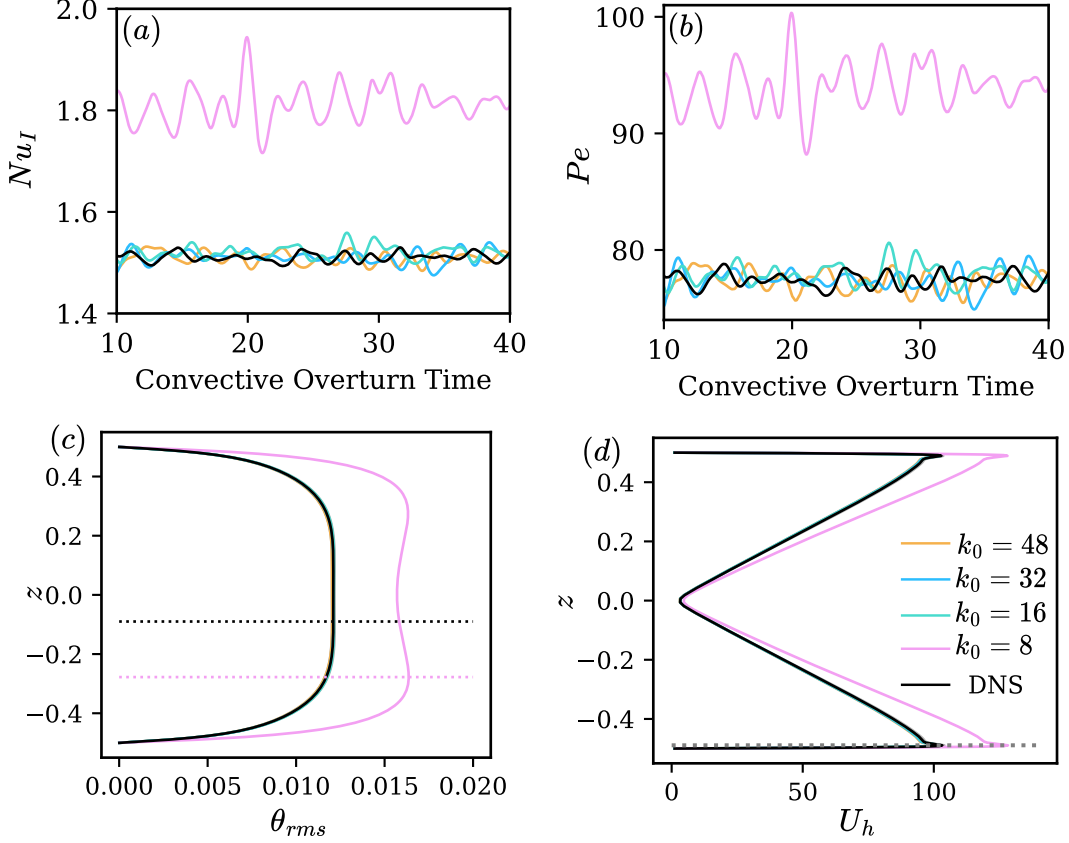 (a)
2.0
1.8
1.6
1.4
Nu_I
10 20 30 40
Convective Overturn Time
(b)
100
90
80
Pe
10 20 30 40
Convective Overturn Time
(c)
0.4
0.2
0.0
−0.2
−0.4
z
0.000 0.005 0.010 0.015 0.020
θ_{rms}
(d)
0.4
0.2
0.0
−0.2
−0.4
z
k_0 = 48
k_0 = 32
k_0 = 16
k_0 = 8
DNS
0 50 100
U_h